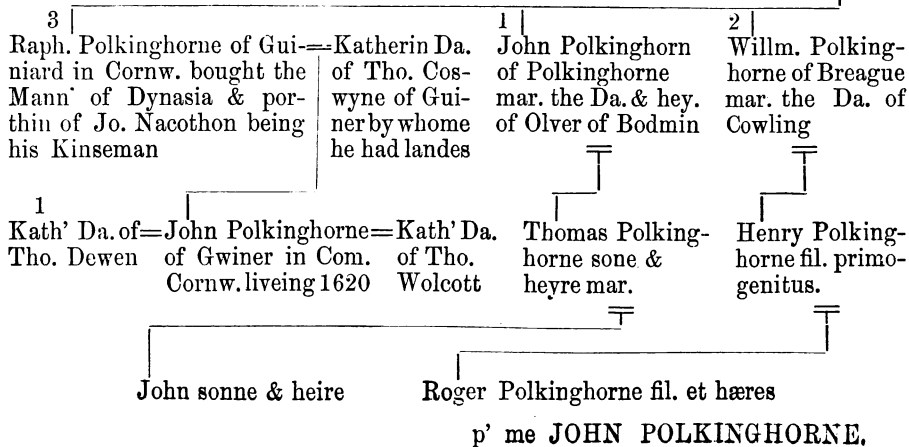 3
Raph. Polkinghorne of Gui-
niard in Cornw. bought the
Mann' of Dynasia & por-
thin of Jo. Nacothon being
his Kinseman
=
Katherin Da.
of Tho. Cos-
wyne of Gui-
ner by whome
he had landes
1
John Polkinghorn
of Polkinghorne
mar. the Da. & hey.
of Olver of Bodmin
2
Willm. Polking-
horne of Breague
mar. the Da. of
Cowling
1
Kath' Da. of=
Tho. Dewen
John Polkinghorne=
of Gwiner in Com.
Cornw. liveing 1620
Kath' Da.
of Tho.
Wolcott
Thomas Polking-
horne sone &
heyre mar.
Henry Polking-
horne fil. primo-
genitus.
John sonne & heire
Roger Polkinghorne fil. et hæres
p' me JOHN POLKINGHORNE.